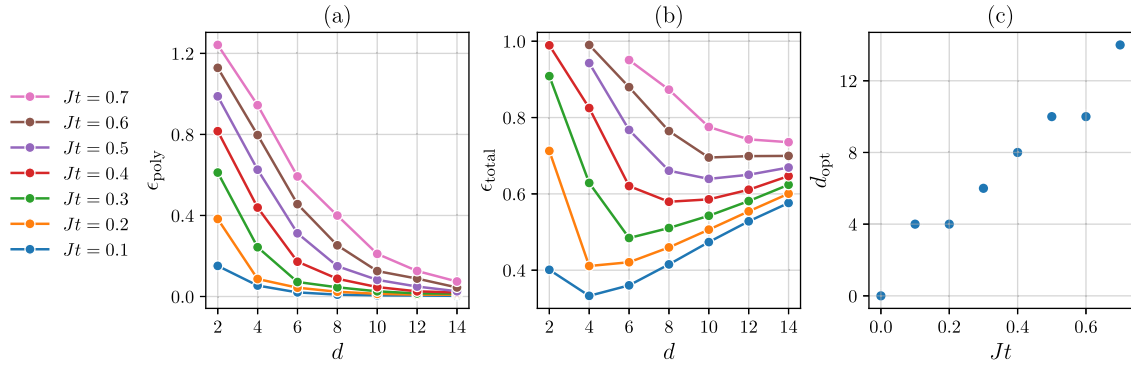 (a)
(b)
(c)
Jt = 0.7
Jt = 0.6
Jt = 0.5
Jt = 0.4
Jt = 0.3
Jt = 0.2
Jt = 0.1
ϵpoly
1.2
0.8
0.4
0.0
2 4 6 8 10 12 14
d
ϵtotal
1.0
0.8
0.6
0.4
2 4 6 8 10 12 14
d
dopt
12
8
4
0
0.0 0.2 0.4 0.6
Jt